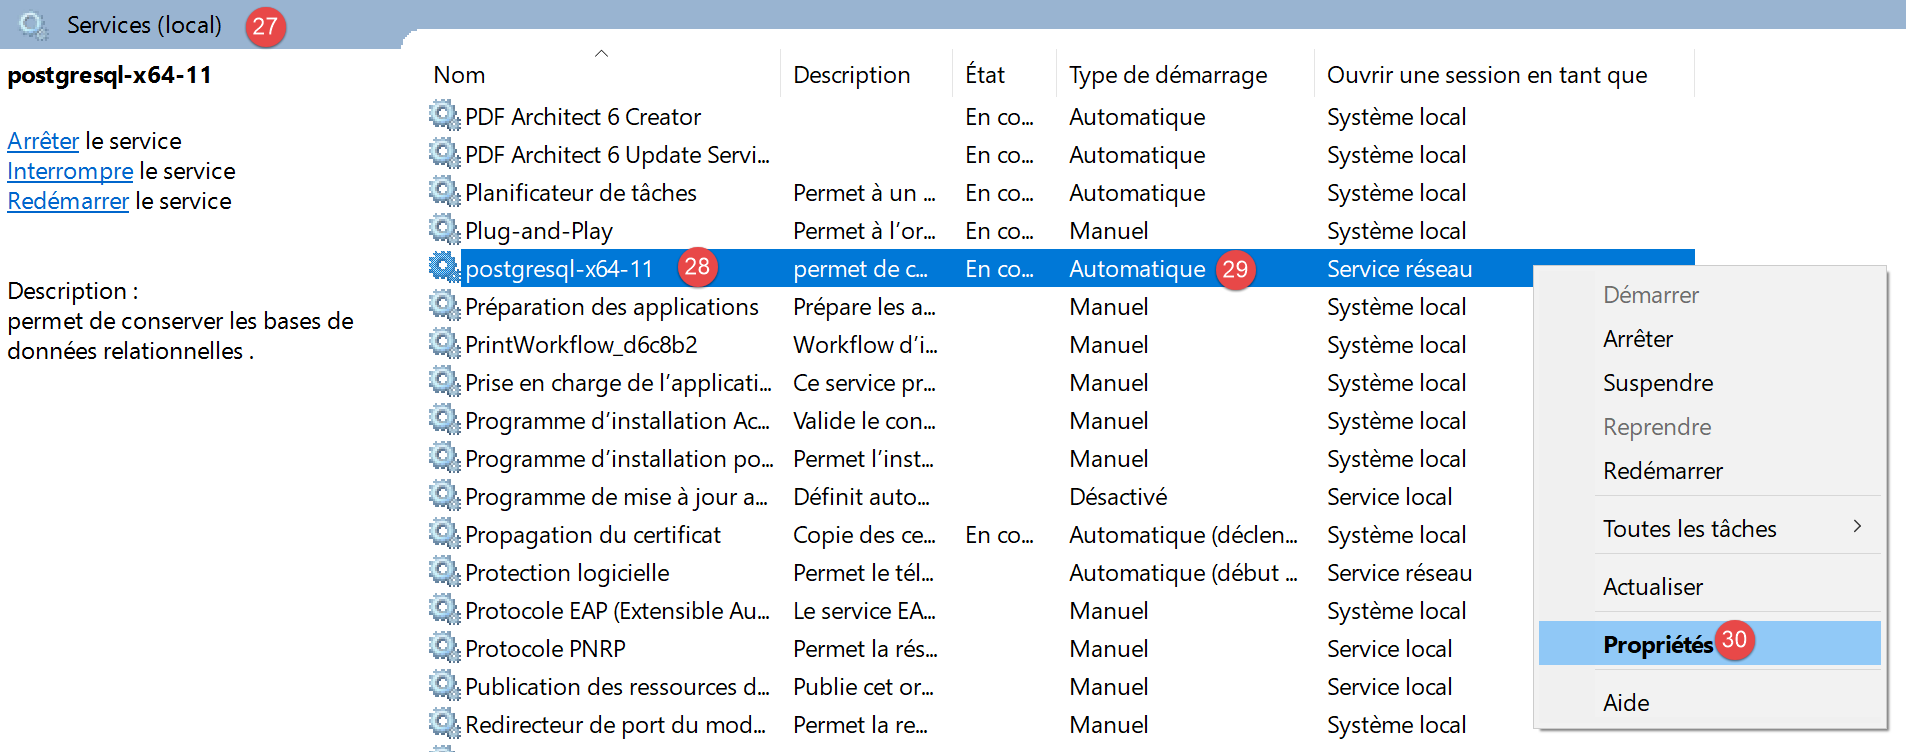 Services (local) 27
postgresql-x64-11
Arrêter le service
Interrompre le service
Redémarrer le service
Description :
permet de conserver les bases de
données relationnelles .
Nom Description État Type de démarrage Ouvrir une session en tant que
PDF Architect 6 Creator En co... Automatique Système local
PDF Architect 6 Update Servi... En co... Automatique Système local
Planificateur de tâches Permet à un ... En co... Automatique Système local
Plug-and-Play Permet à l’or... En co... Manuel Système local
postgresql-x64-11 28 permet de c... En co... Automatique 29 Service réseau
Préparation des applications Prépare les a... Manuel Système local
PrintWorkflow_d6c8b2 Workflow d’i... Manuel Système local
Prise en charge de l’applicati... Ce service pr... Manuel Système local
Programme d’installation Ac... Valide le con... Manuel Système local
Programme d’installation po... Permet l’inst... Manuel Système local
Programme de mise à jour a... Définit auto... Désactivé Service local
Propagation du certificat Copie des ce... En co... Automatique (déclen... Système local
Protection logicielle Permet le tél... Automatique (début ... Service réseau
Protocole EAP (Extensible Au... Le service EA... Manuel Système local
Protocole PNRP Permet la rés... Manuel Service local
Publication des ressources d... Publie cet or... Manuel Service local
Redirecteur de port du mod... Permet la re... Manuel Système local
Démarrer
Arrêter
Suspendre
Reprendre
Redémarrer
Toutes les tâches
Actualiser
Propriétés 30
Aide